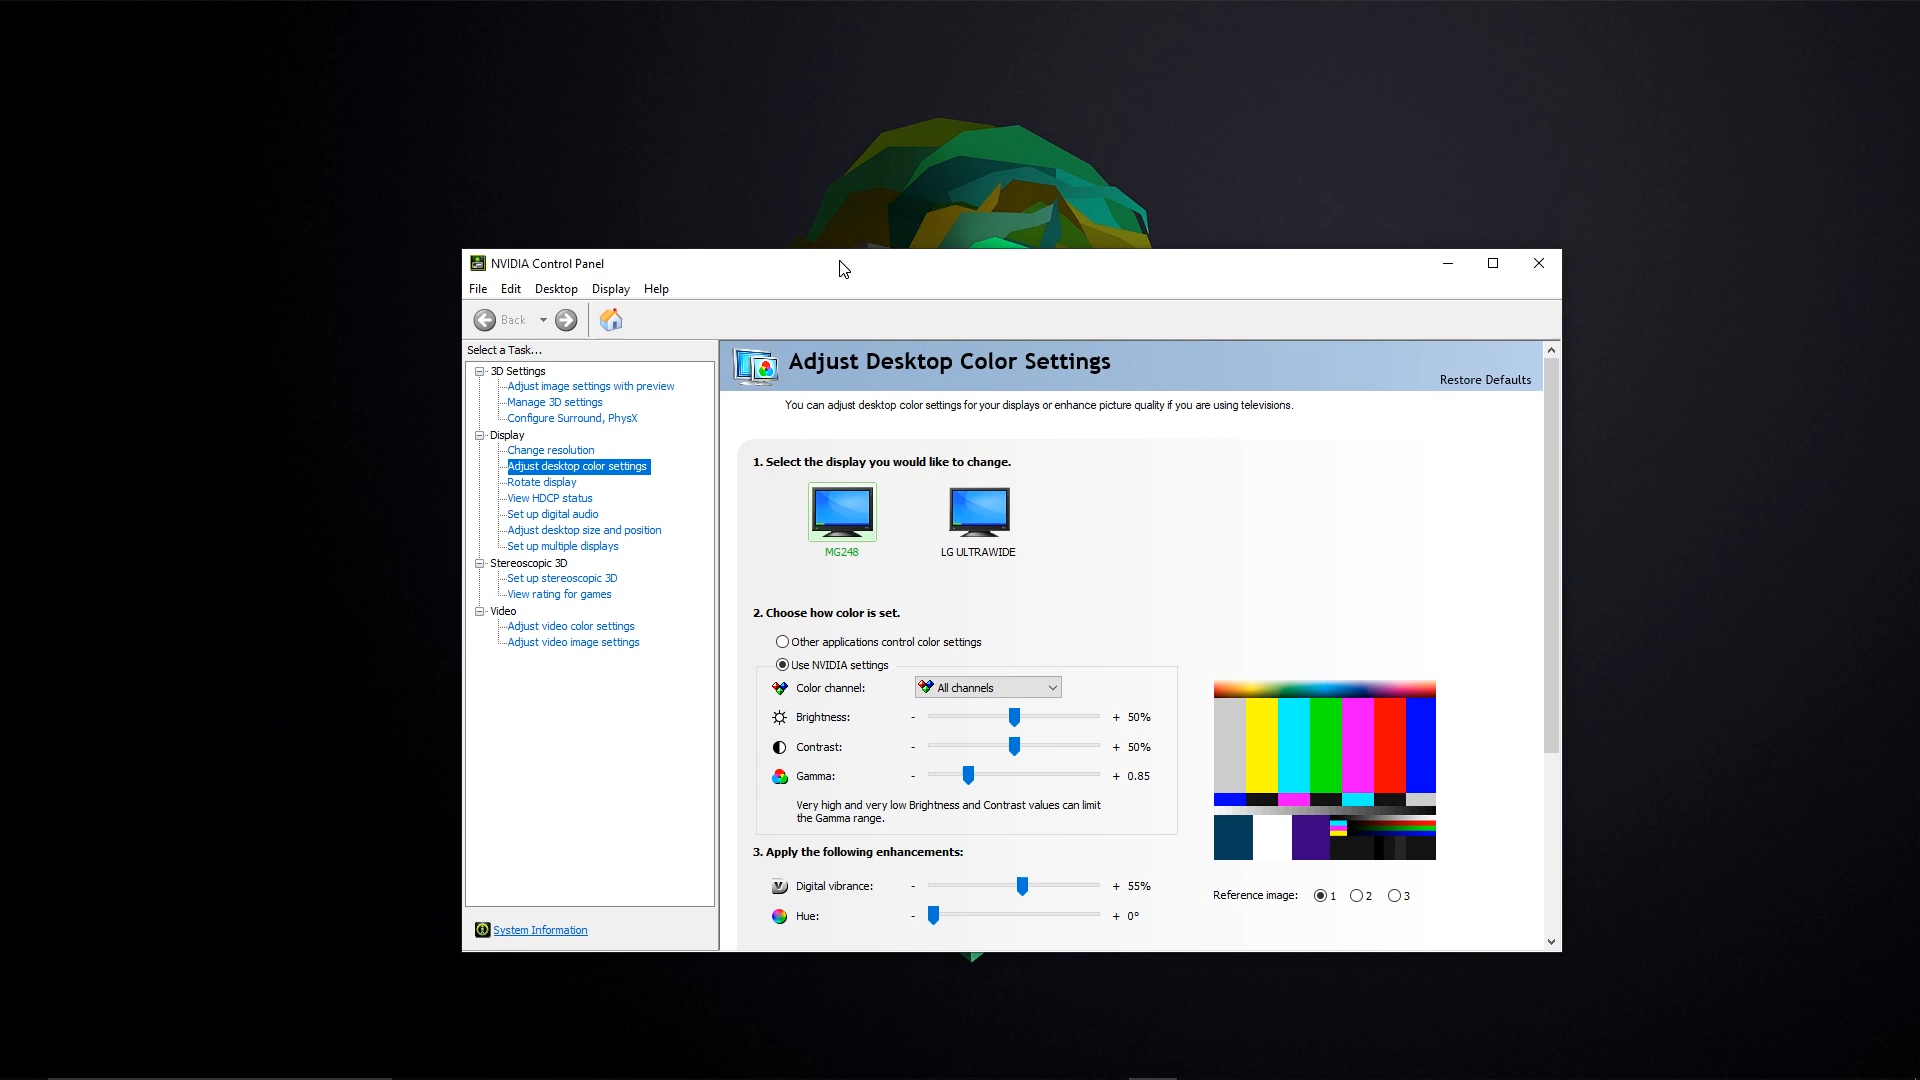 NVIDIA Control Panel
File Edit Desktop Display Help
Back
Select a Task...
3D Settings
Adjust image settings with preview
Manage 3D settings
Configure Surround, PhysX
Display
Change resolution
Adjust desktop color settings
Rotate display
View HDCP status
Set up digital audio
Adjust desktop size and position
Set up multiple displays
Stereoscopic 3D
Set up stereoscopic 3D
View rating for games
Video
Adjust video color settings
Adjust video image settings
System Information
Adjust Desktop Color Settings
Restore Defaults
You can adjust desktop color settings for your displays or enhance picture quality if you are using televisions.
1. Select the display you would like to change.
MG248 LG ULTRAWIDE
2. Choose how color is set.
Other applications control color settings
Use NVIDIA settings
Color channel: All channels
Brightness: - + 50%
Contrast: - + 50%
Gamma: - + 0.85
Very high and very low Brightness and Contrast values can limit
the Gamma range.
3. Apply the following enhancements:
Digital vibrance: - + 55%
Hue: - + 0°
Reference image: 1 2 3